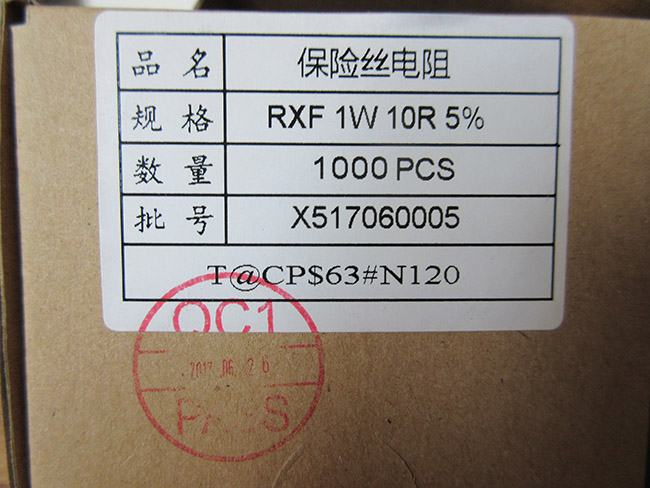 品名 保险丝电阻
规格 RXF 1W 10R 5%
数量 1000 PCS
批号 X517060005
T@CP$63#N120
QC1
2017.06.26
PASS